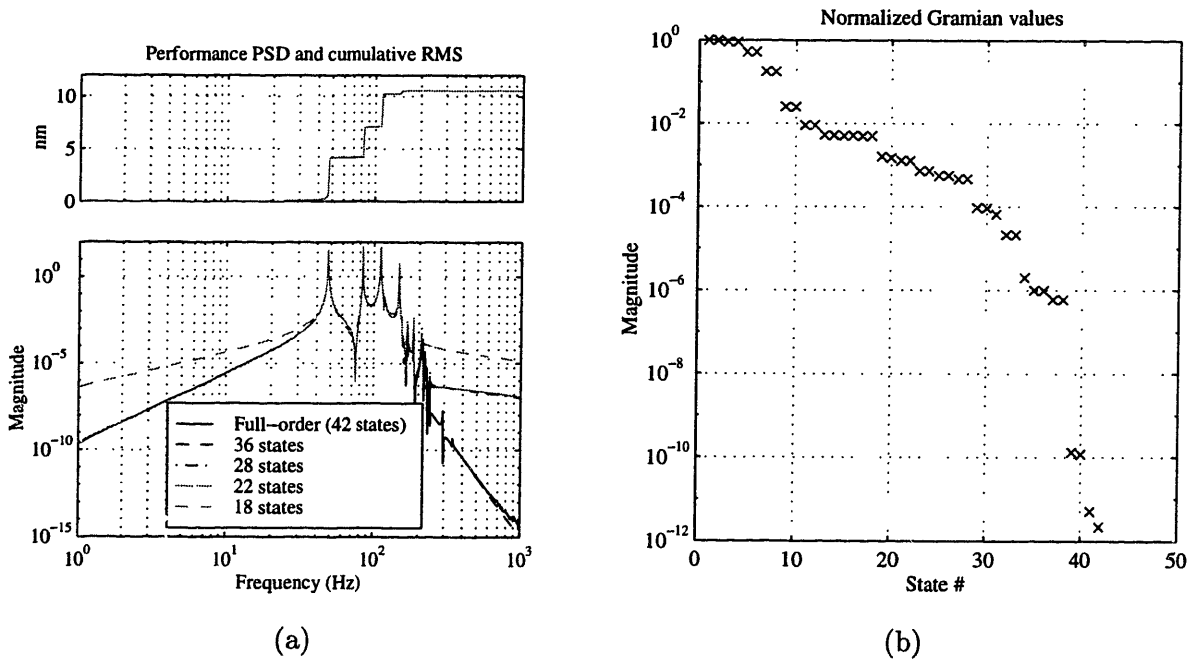 Performance PSD and cumulative RMS
10
5
0
nm
10^0
10^-5
10^-10
10^-15
Magnitude
Full-order (42 states)
36 states
28 states
22 states
18 states
10^0
10^1
10^2
10^3
Frequency (Hz)
(a)
Normalized Gramian values
10^0
10^-2
10^-4
10^-6
10^-8
10^-10
10^-12
Magnitude
0
10
20
30
40
50
State #
(b)